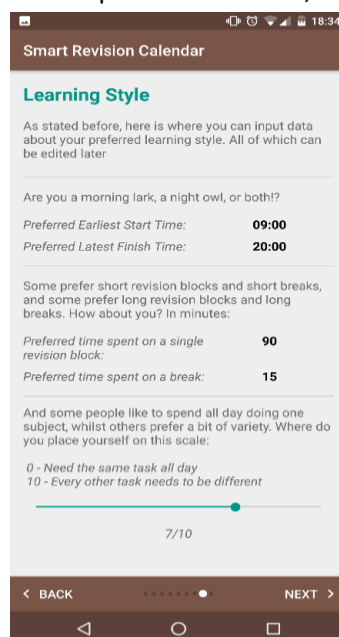 18:34
Smart Revision Calendar
Learning Style
As stated before, here is where you can input data
about your preferred learning style. All of which can
be edited later
Are you a morning lark, a night owl, or both!?
Preferred Earliest Start Time: 09:00
Preferred Latest Finish Time: 20:00
Some prefer short revision blocks and short breaks,
and some prefer long revision blocks and long
breaks. How about you? In minutes:
Preferred time spent on a single 90
revision block:
Preferred time spent on a break: 15
And some people like to spend all day doing one
subject, whilst others prefer a bit of variety. Where do
you place yourself on this scale:
0 - Need the same task all day
10 - Every other task needs to be different
7/10
< BACK NEXT >